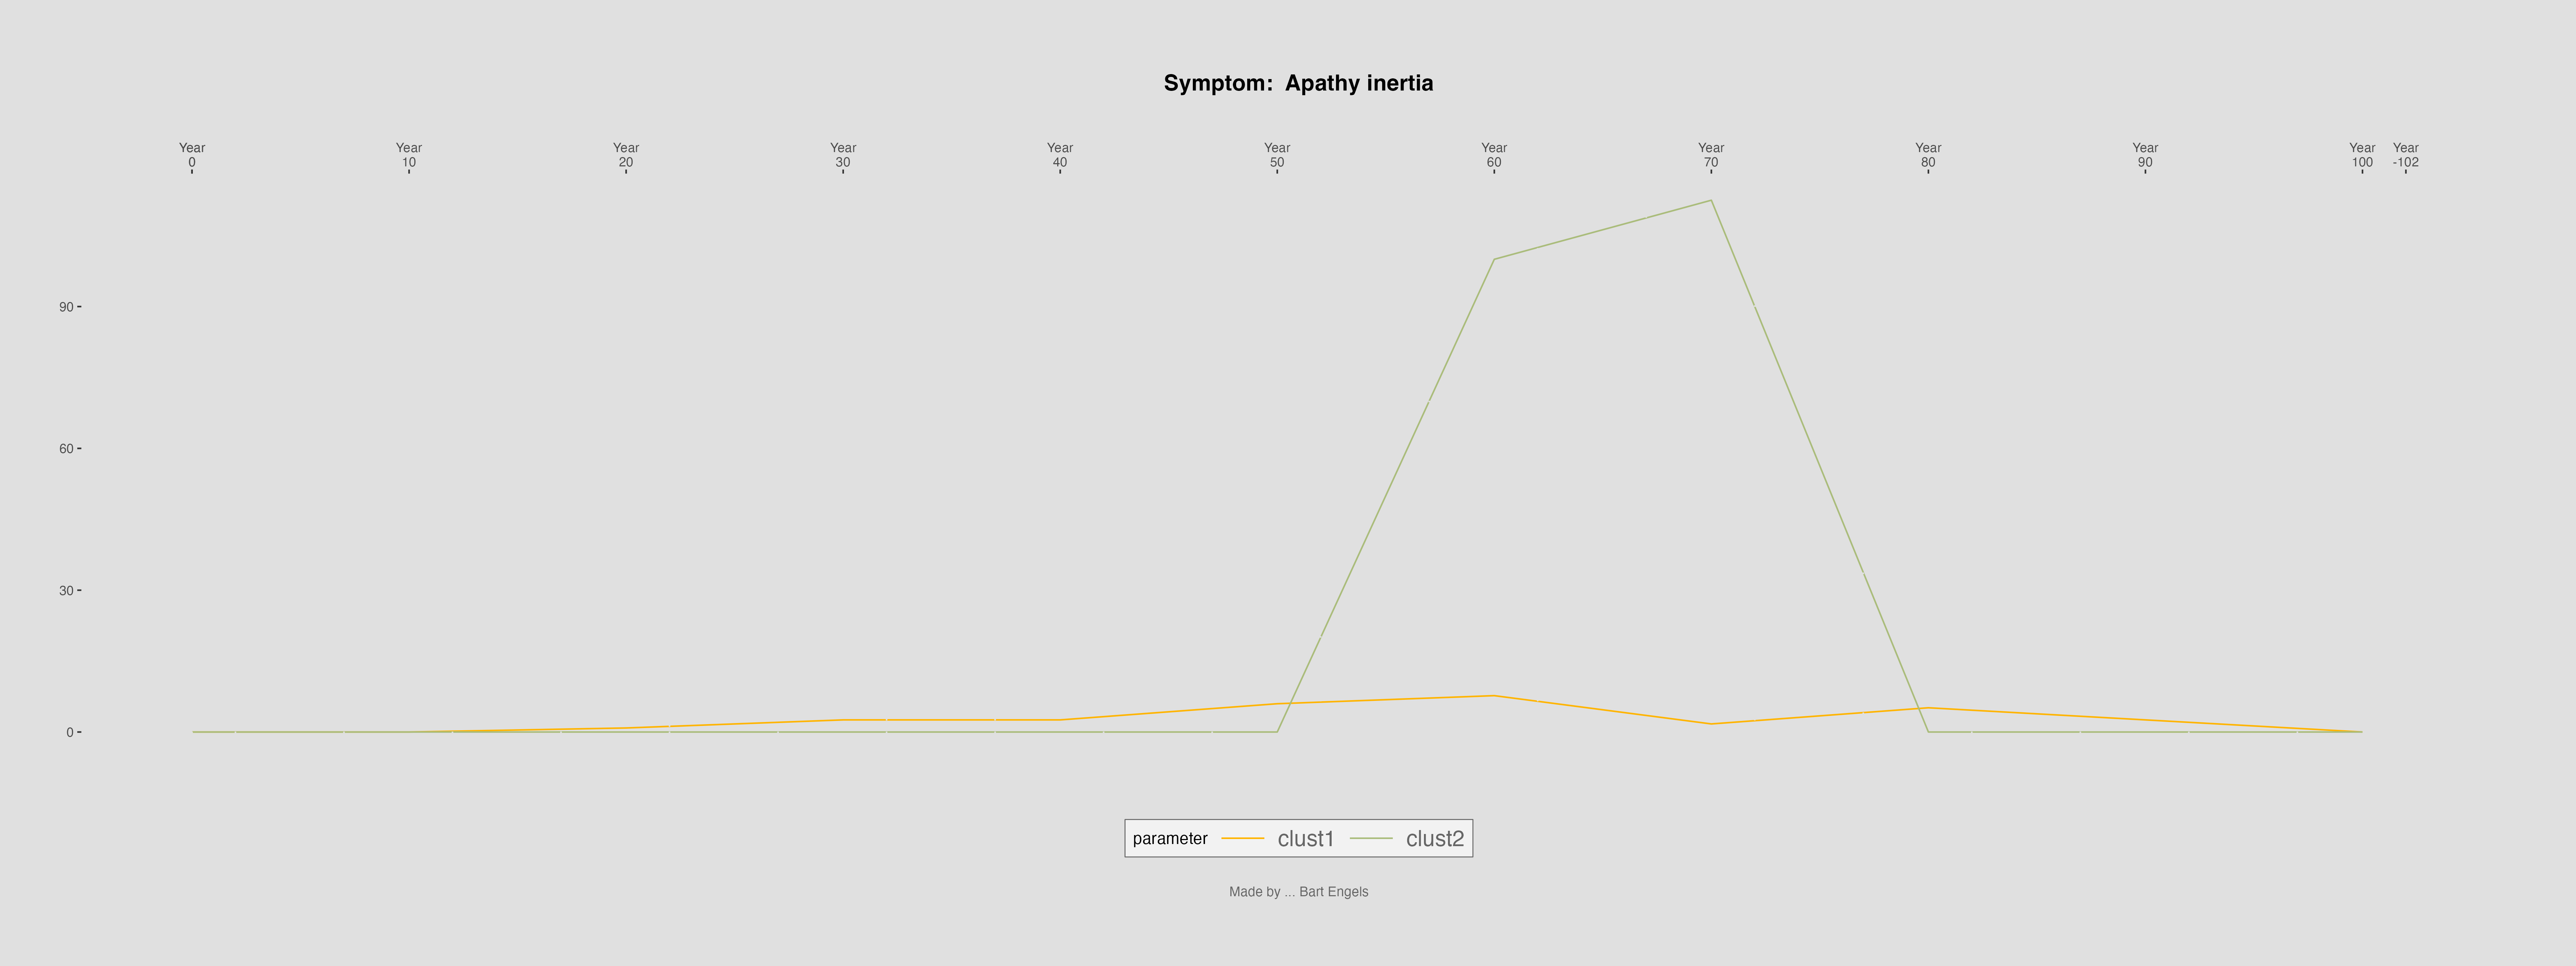 Symptom:  Apathy inertia
Year Year Year Year Year Year Year Year Year Year Year Year
0 10 20 30 40 50 60 70 80 90 100 -102
90
60
30
0
parameter clust1 clust2
Made by ... Bart Engels